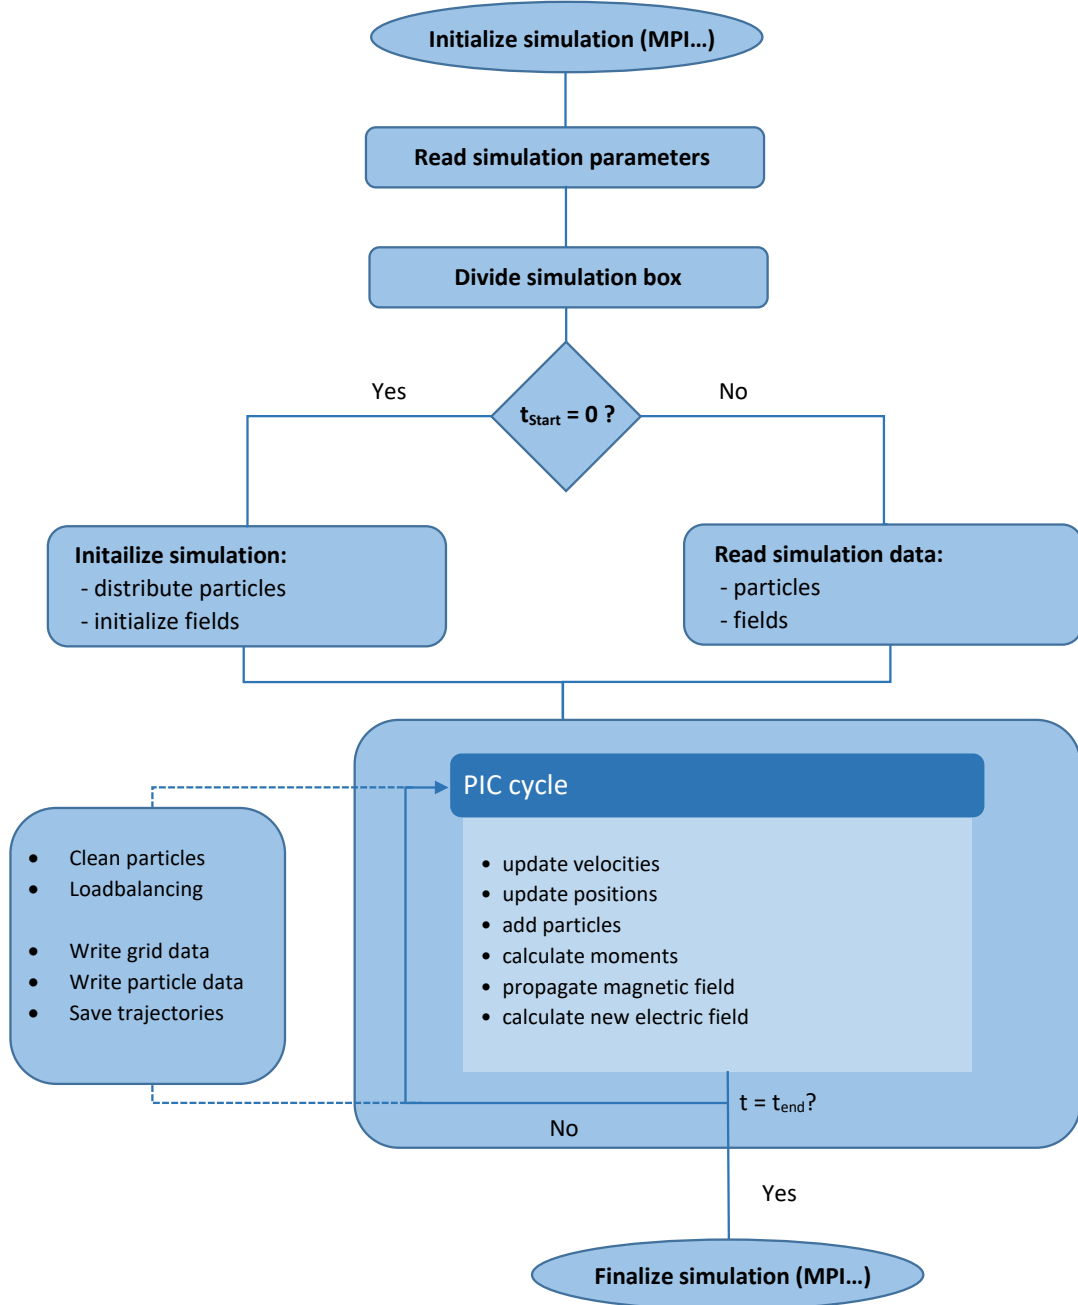 Initialize simulation (MPI...)
Read simulation parameters
Divide simulation box
Yes
No
tStart = 0 ?
Initailize simulation:
- distribute particles
- initialize fields
Read simulation data:
- particles
- fields
PIC cycle
• update velocities
• update positions
• add particles
• calculate moments
• propagate magnetic field
• calculate new electric field
• Clean particles
• Loadbalancing
• Write grid data
• Write particle data
• Save trajectories
t = tend?
No
Yes
Finalize simulation (MPI...)